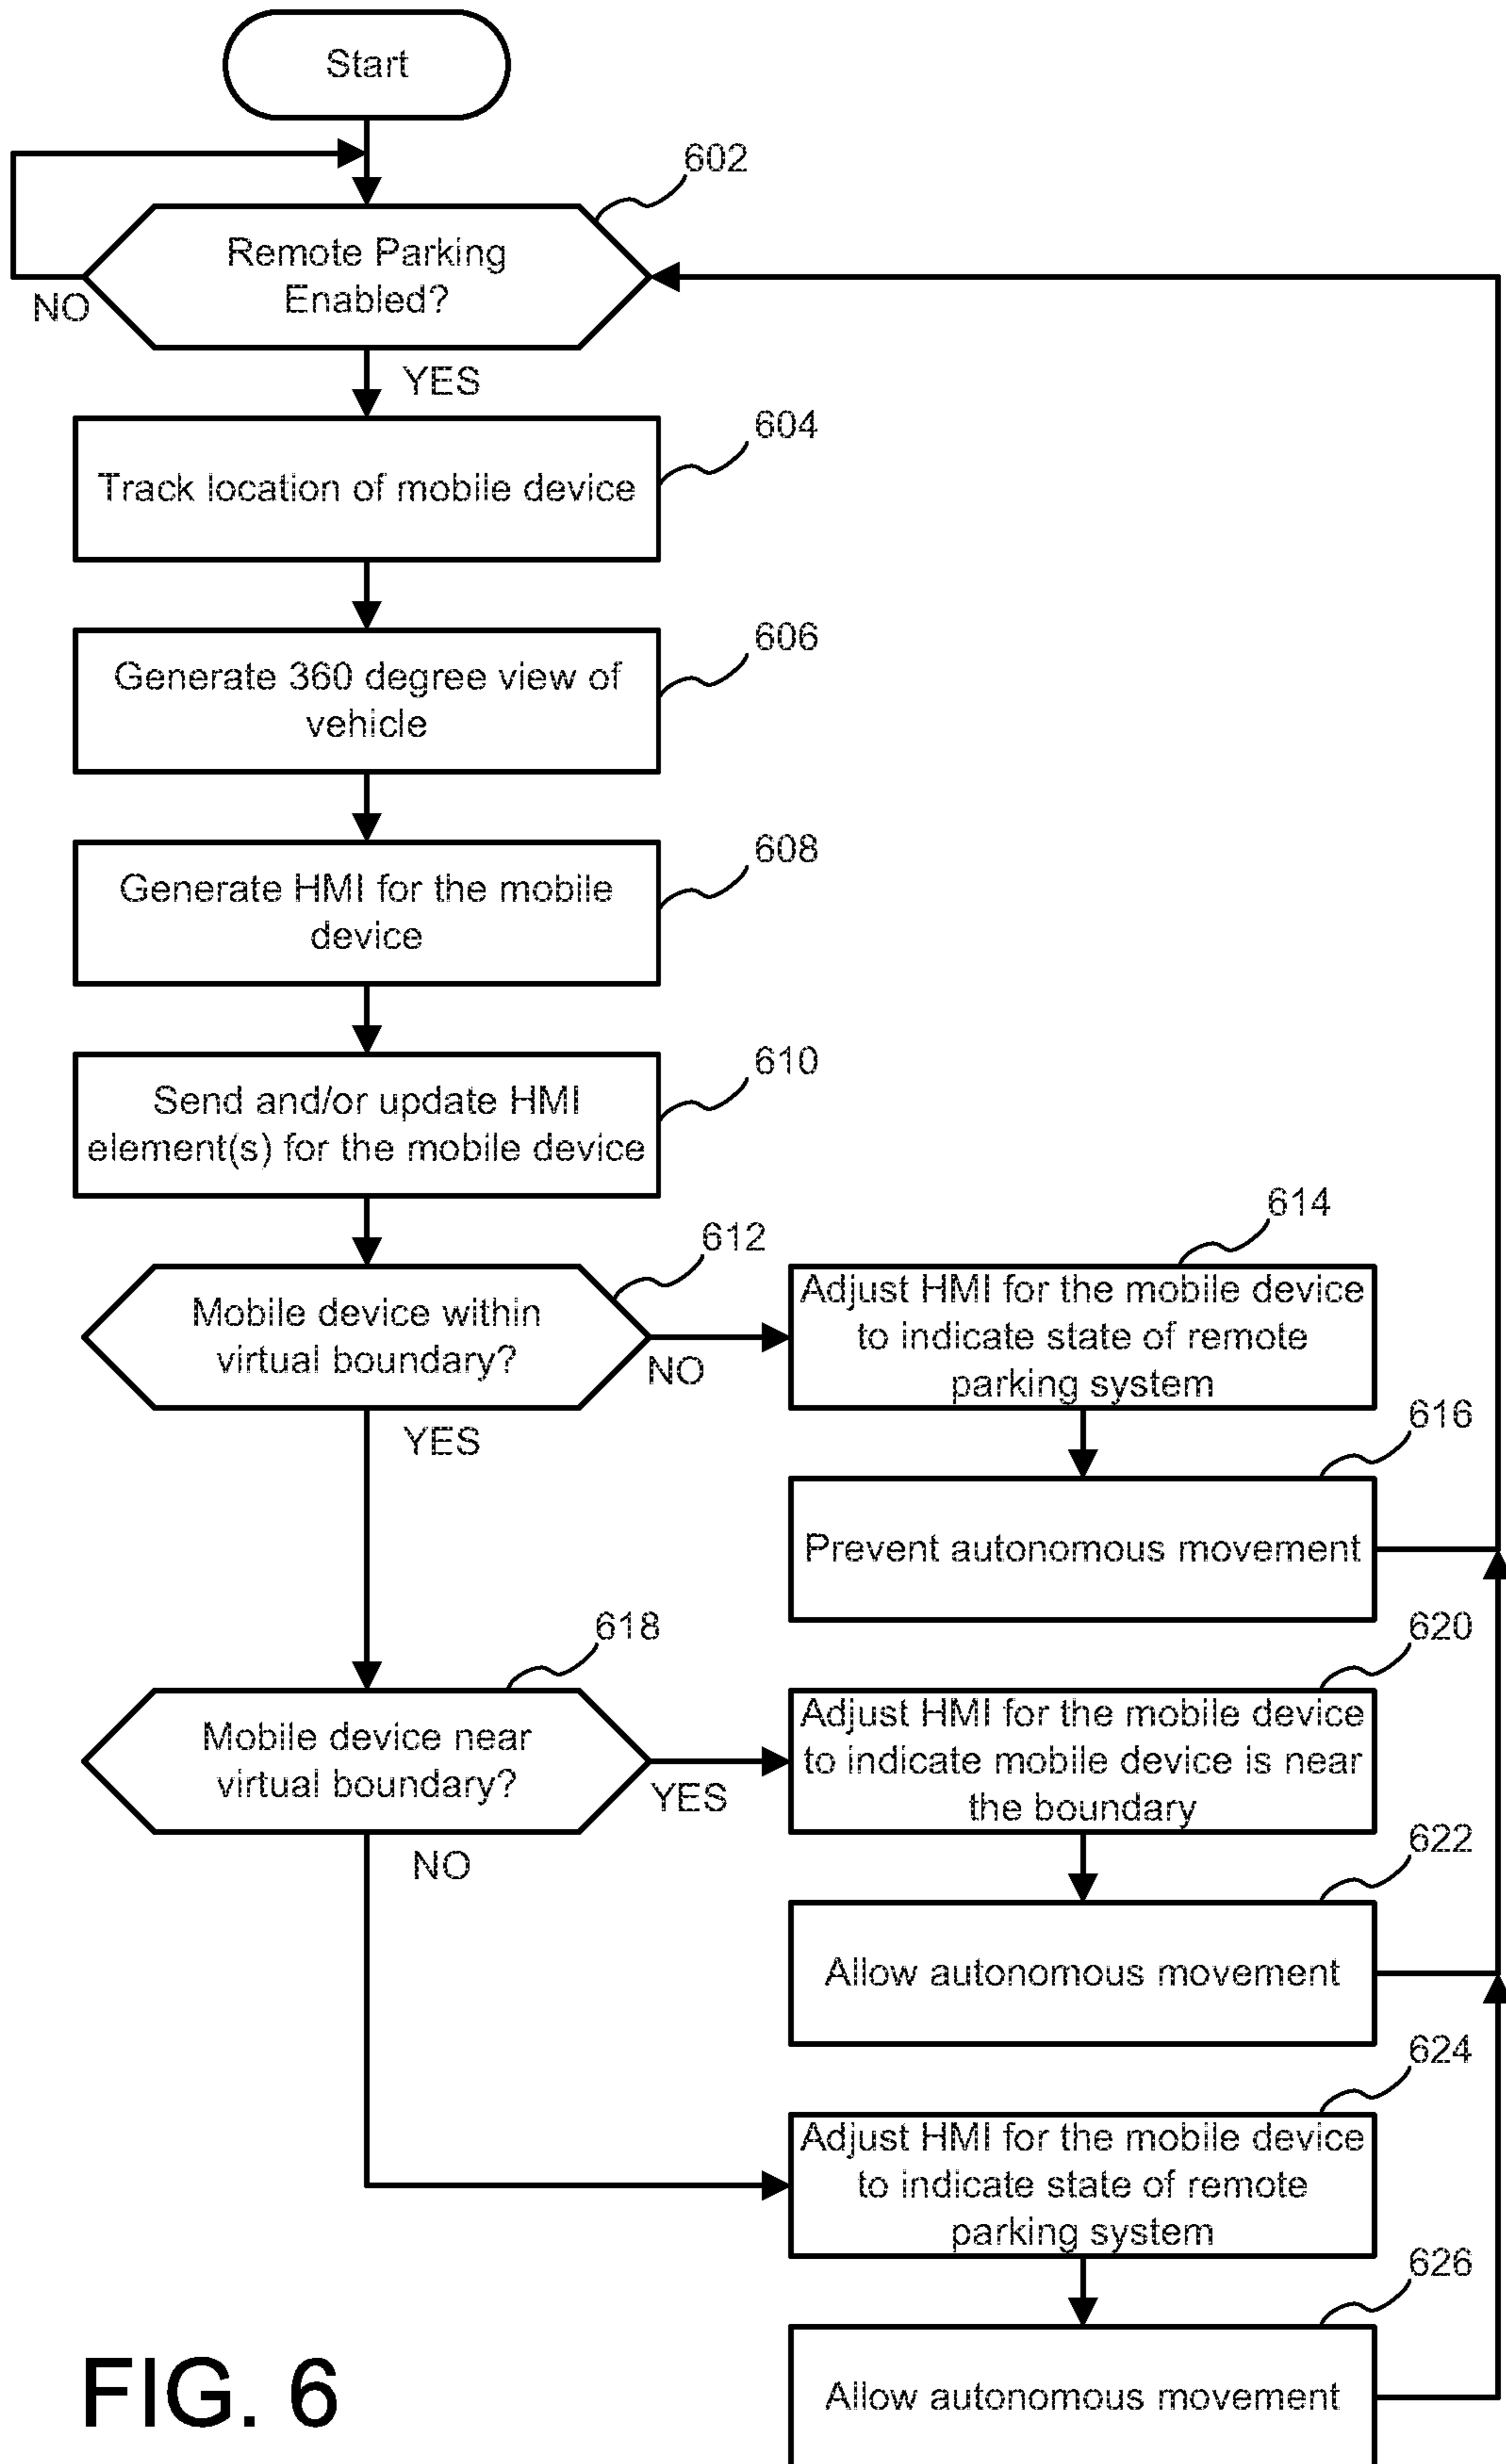 Start
602
Remote Parking
Enabled?
NO
YES
604
Track location of mobile device
606
Generate 360 degree view of
vehicle
608
Generate HMI for the mobile
device
610
Send and/or update HMI
element(s) for the mobile device
612
Mobile device within
virtual boundary?
NO
YES
614
Adjust HMI for the mobile device
to indicate state of remote
parking system
616
Prevent autonomous movement
618
Mobile device near
virtual boundary?
YES
NO
620
Adjust HMI for the mobile device
to indicate mobile device is near
the boundary
622
Allow autonomous movement
624
Adjust HMI for the mobile device
to indicate state of remote
parking system
626
Allow autonomous movement
FIG. 6